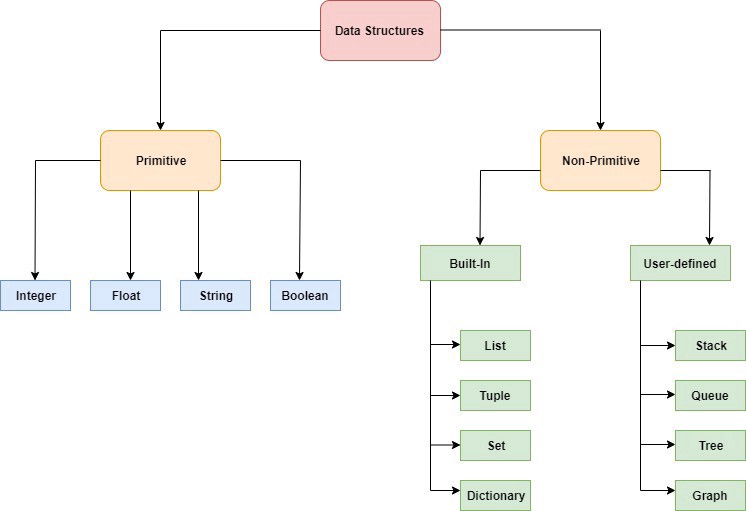 Data Structures
Primitive
Non-Primitive
Integer
Float
String
Boolean
Built-In
User-defined
List
Tuple
Set
Dictionary
Stack
Queue
Tree
Graph